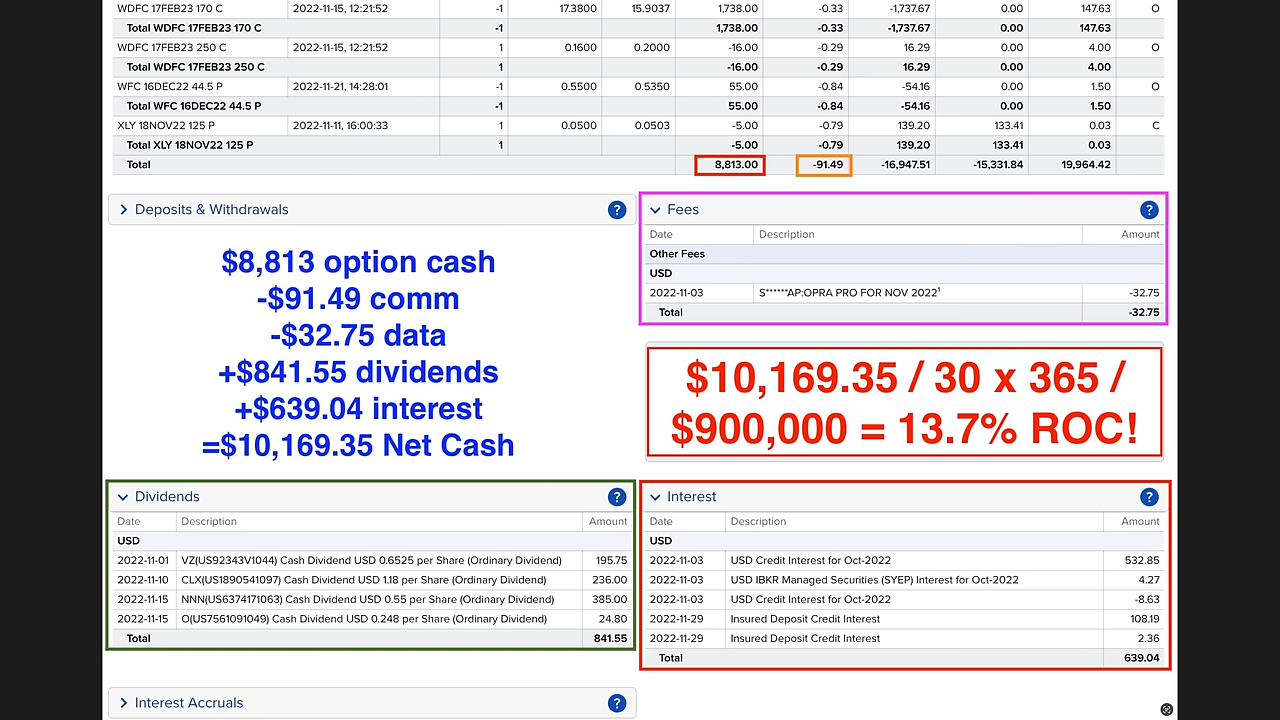 WDFC 17FEB23 170 C 2022-11-15, 12:21:52 -1 17.3800 15.9037 1,738.00 -0.33 -1,737.67 0.00 147.63 O
Total WDFC 17FEB23 170 C -1 1,738.00 -0.33 -1,737.67 0.00 147.63
WDFC 17FEB23 250 C 2022-11-15, 12:21:52 1 0.1600 0.2000 -16.00 -0.29 16.29 0.00 4.00 O
Total WDFC 17FEB23 250 C 1 -16.00 -0.29 16.29 0.00 4.00
WFC 16DEC22 44.5 P 2022-11-21, 14:28:01 -1 0.5500 0.5350 55.00 -0.84 -54.16 0.00 1.50 O
Total WFC 16DEC22 44.5 P -1 55.00 -0.84 -54.16 0.00 1.50
XLY 18NOV22 125 P 2022-11-11, 16:00:33 1 0.0500 0.0503 -5.00 -0.79 139.20 133.41 0.03 C
Total XLY 18NOV22 125 P 1 -5.00 -0.79 139.20 133.41 0.03
Total 8,813.00 -91.49 -16,947.51 -15,331.84 19,964.42
Deposits & Withdrawals ?
$8,813 option cash
-$91.49 comm
-$32.75 data
+$841.55 dividends
+$639.04 interest
=$10,169.35 Net Cash
Fees ?
Date Description Amount
Other Fees
USD
2022-11-03 S******AP:OPRA PRO FOR NOV 2022¹ -32.75
Total -32.75
$10,169.35 / 30 x 365 /
$900,000 = 13.7% ROC!
Dividends ?
Date Description Amount
USD
2022-11-01 VZ(US92343V1044) Cash Dividend USD 0.6525 per Share (Ordinary Dividend) 195.75
2022-11-10 CLX(US1890541097) Cash Dividend USD 1.18 per Share (Ordinary Dividend) 236.00
2022-11-15 NNN(US6374171063) Cash Dividend USD 0.55 per Share (Ordinary Dividend) 385.00
2022-11-15 O(US7561091049) Cash Dividend USD 0.248 per Share (Ordinary Dividend) 24.80
Total 841.55
Interest ?
Date Description Amount
USD
2022-11-03 USD Credit Interest for Oct-2022 532.85
2022-11-03 USD IBKR Managed Securities (SYEP) Interest for Oct-2022 4.27
2022-11-03 USD Credit Interest for Oct-2022 -8.63
2022-11-29 Insured Deposit Credit Interest 108.19
2022-11-29 Insured Deposit Credit Interest 2.36
Total 639.04
Interest Accruals ?